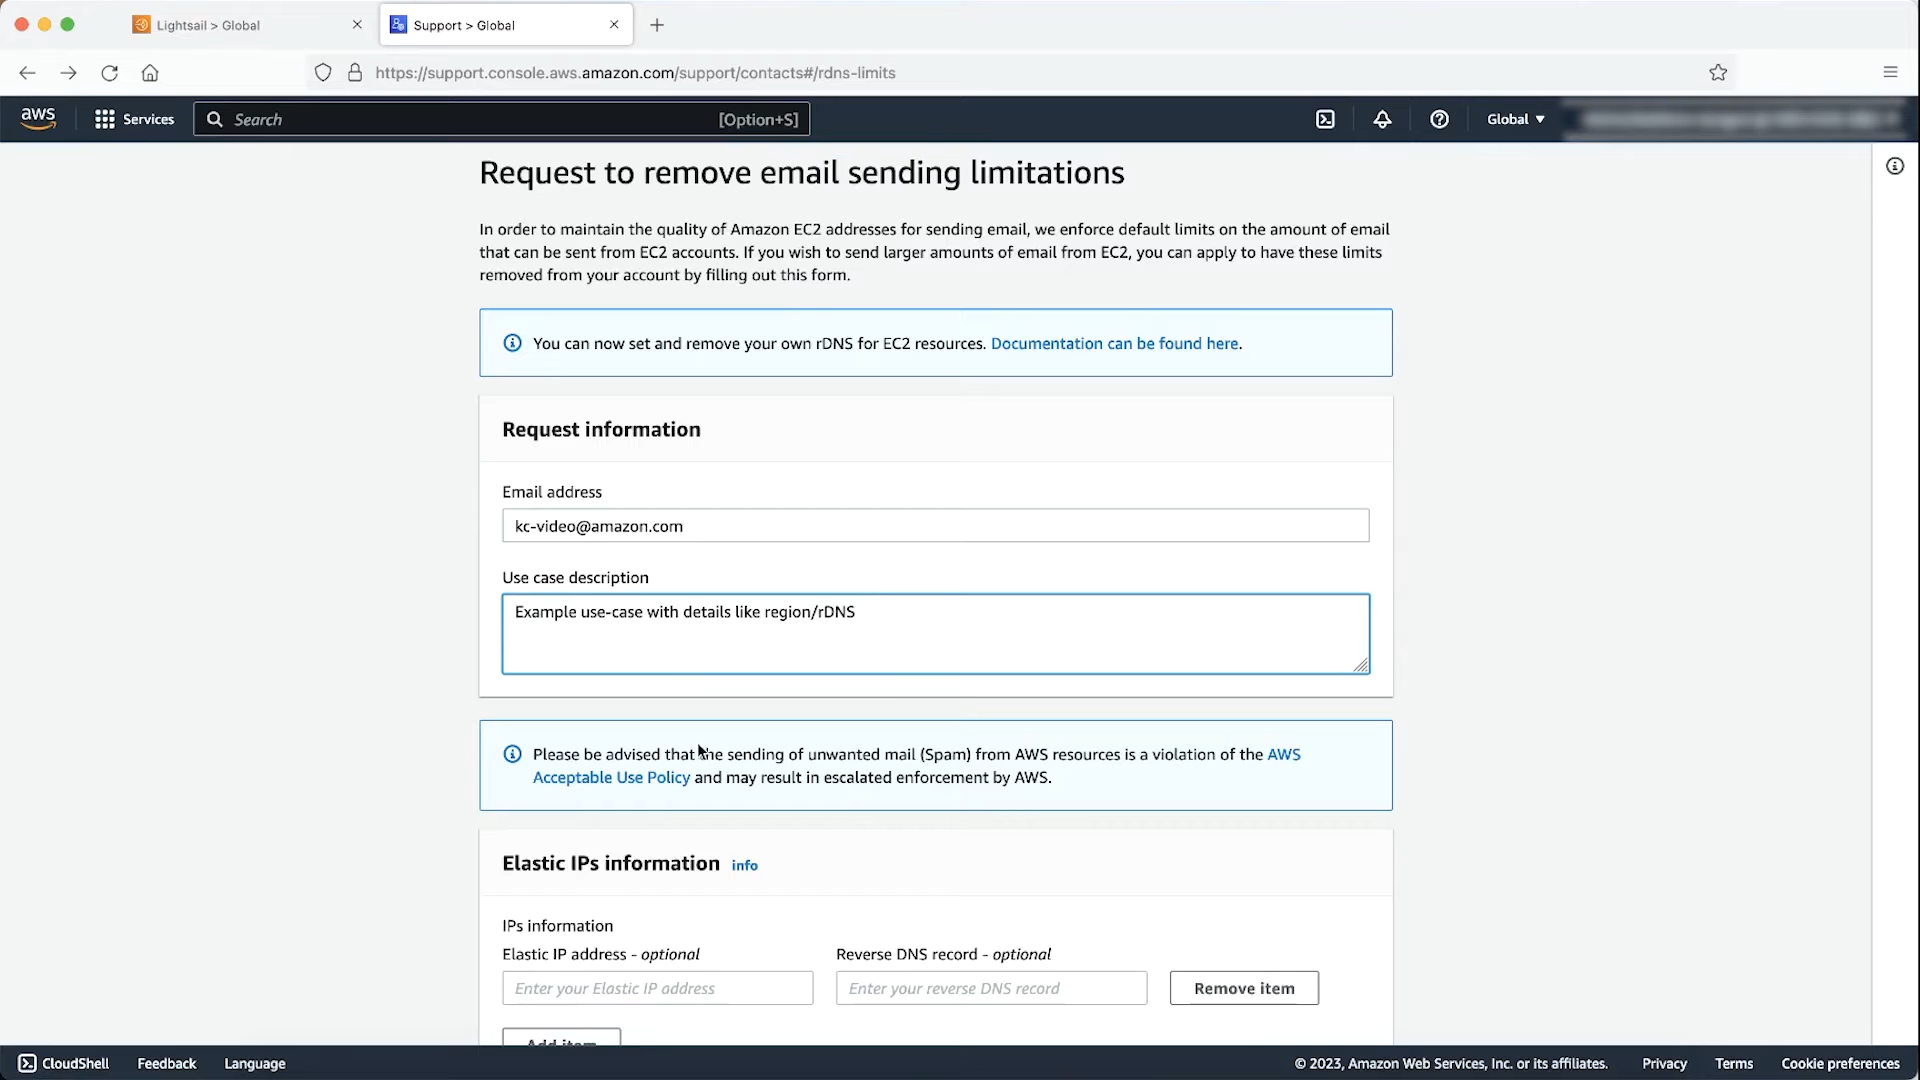 Lightsail > Global
Support > Global
https://support.console.aws.amazon.com/support/contacts#/rdns-limits
aws
Services
Search
[Option+S]
Global
Request to remove email sending limitations
In order to maintain the quality of Amazon EC2 addresses for sending email, we enforce default limits on the amount of email
that can be sent from EC2 accounts. If you wish to send larger amounts of email from EC2, you can apply to have these limits
removed from your account by filling out this form.
You can now set and remove your own rDNS for EC2 resources. Documentation can be found here.
Request information
Email address
kc-video@amazon.com
Use case description
Example use-case with details like region/rDNS
Please be advised that the sending of unwanted mail (Spam) from AWS resources is a violation of the AWS
Acceptable Use Policy and may result in escalated enforcement by AWS.
Elastic IPs information info
IPs information
Elastic IP address - optional
Reverse DNS record - optional
Enter your Elastic IP address
Enter your reverse DNS record
Remove item
Add item
CloudShell
Feedback
Language
© 2023, Amazon Web Services, Inc. or its affiliates.
Privacy
Terms
Cookie preferences